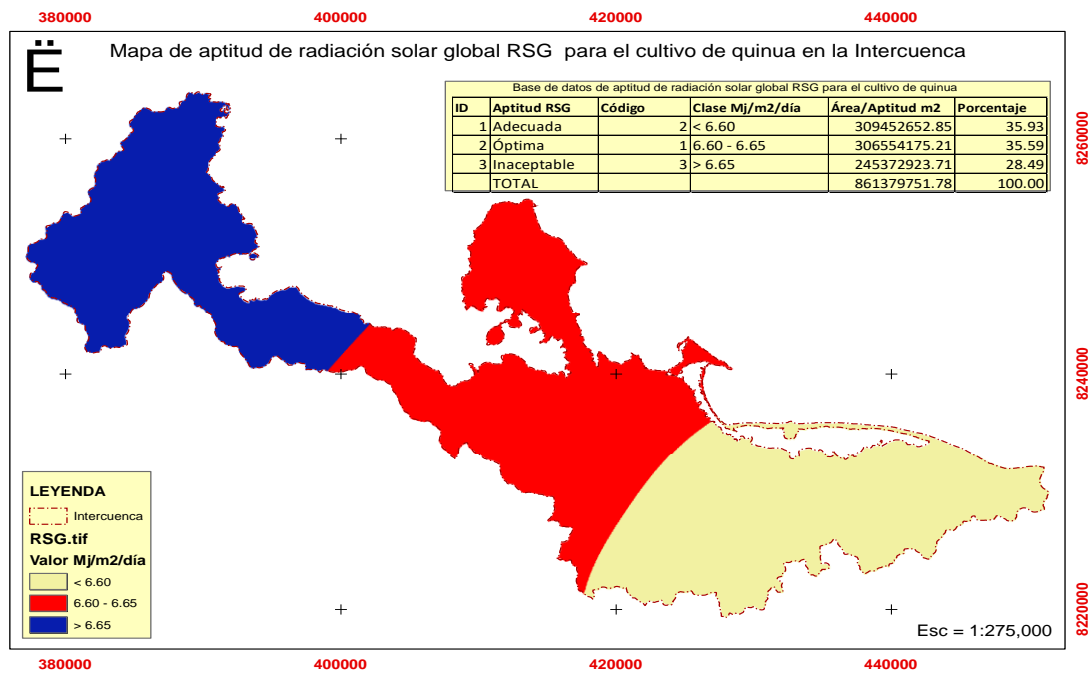 380000 400000 420000 440000
Ë
Mapa de aptitud de radiación solar global RSG para el cultivo de quinua en la Intercuenca
Base de datos de aptitud de radiación solar global RSG para el cultivo de quinua
ID Aptitud RSG Código Clase Mj/m2/día Área/Aptitud m2 Porcentaje
1 Adecuada 2 < 6.60 309452652.85 35.93
2 Óptima 1 6.60 - 6.65 306554175.21 35.59
3 Inaceptable 3 > 6.65 245372923.71 28.49
TOTAL 861379751.78 100.00
8260000
8240000
8220000
LEYENDA
Intercuenca
RSG.tif
Valor Mj/m2/día
< 6.60
6.60 - 6.65
> 6.65
Esc = 1:275,000
380000 400000 420000 440000